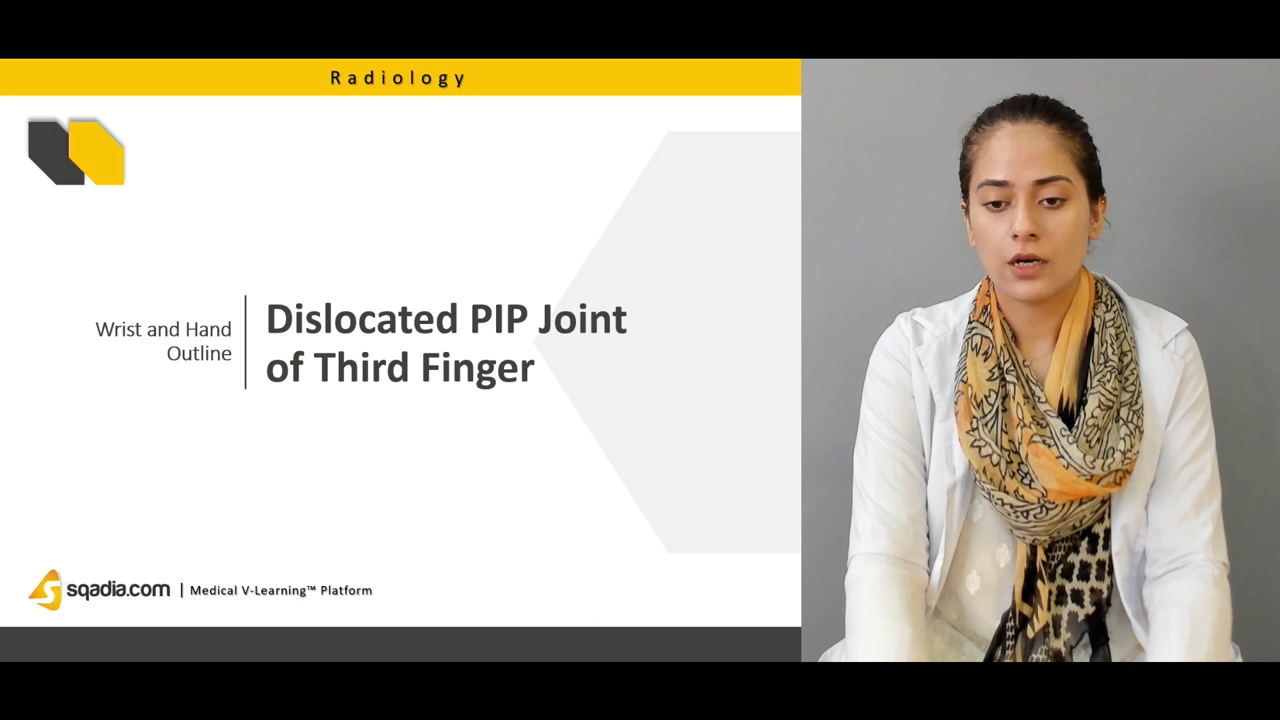 Radiology
Wrist and Hand
Outline
Dislocated PIP Joint
of Third Finger
sqadia.com | Medical V-Learning™ Platform